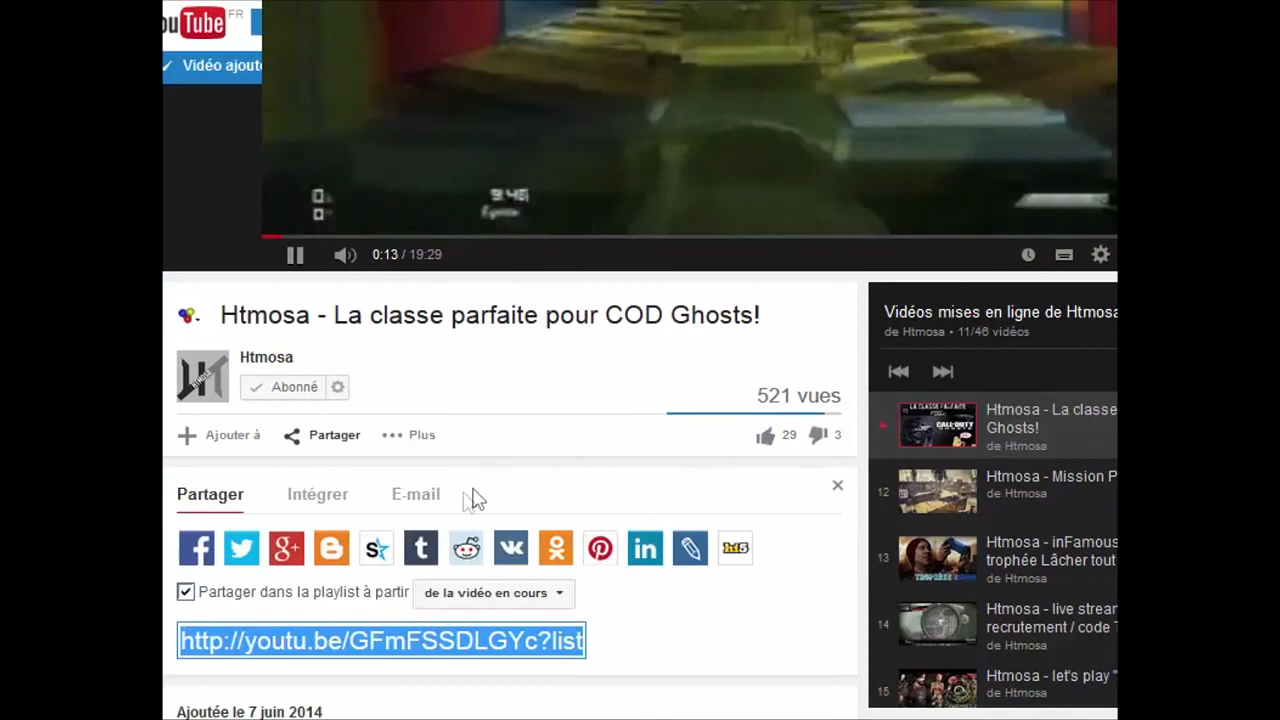 ouTube FR
Vidéo ajout
9:46
0:13 / 19:29
Htmosa - La classe parfaite pour COD Ghosts!
Htmosa
Abonné
521 vues
Ajouter à
Partager
Plus
29
3
Partager
Intégrer
E-mail
Partager dans la playlist à partir
de la vidéo en cours
http://youtu.be/GFmFSSDLGYc?list
Ajoutée le 7 juin 2014
Vidéos mises en ligne de Htmosa
de Htmosa • 11/46 vidéos
Htmosa - La classe
Ghosts!
de Htmosa
12
Htmosa - Mission P
de Htmosa
13
Htmosa - inFamous
trophée Lâcher tout
de Htmosa
14
Htmosa - live strean
recrutement / code T
de Htmosa
15
Htmosa - let's play "
de Htmosa